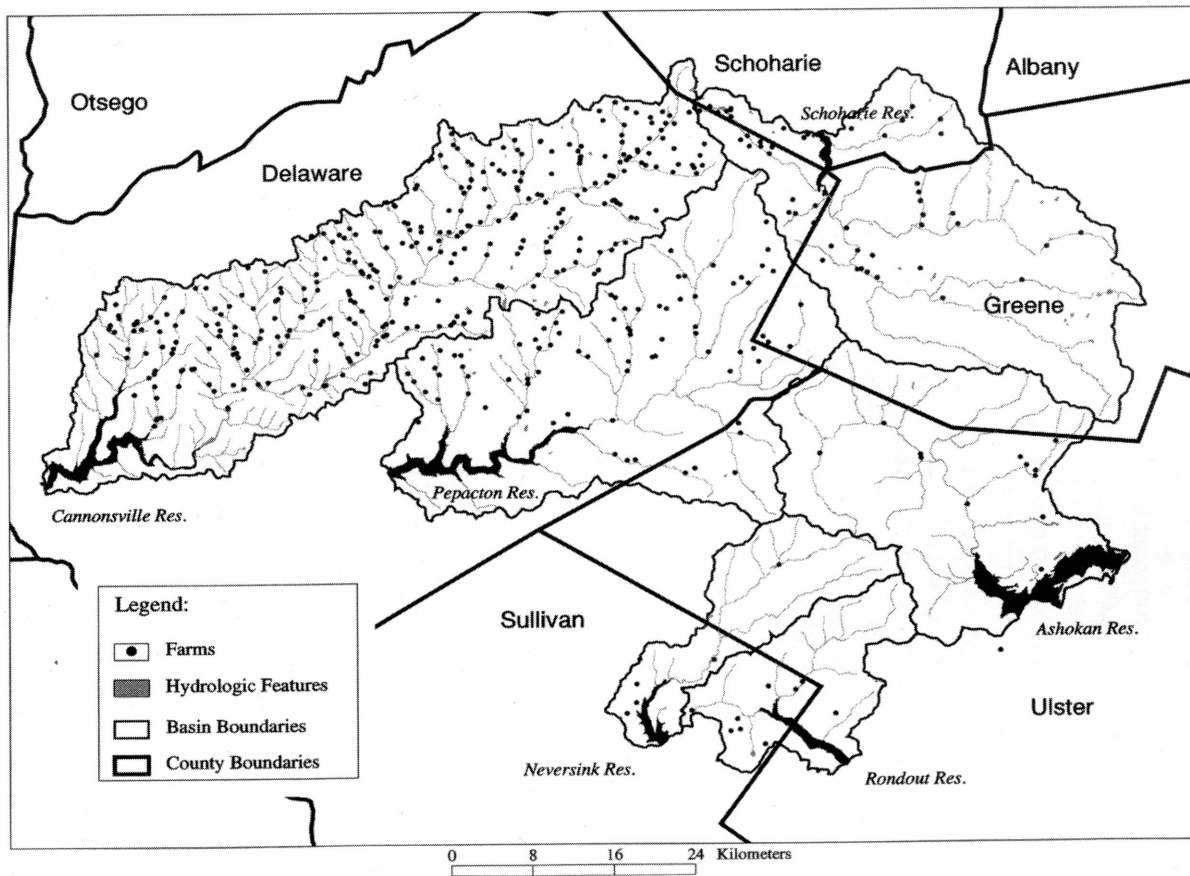 Schoharie
Albany
Otsego
Schoharie Res.
Delaware
Greene
Pepacton Res.
Cannonsville Res.
Legend:
Farms
Hydrologic Features
Basin Boundaries
County Boundaries
Sullivan
Ashokan Res.
Ulster
Neversink Res.
Rondout Res.
0 8 16 24 Kilometers